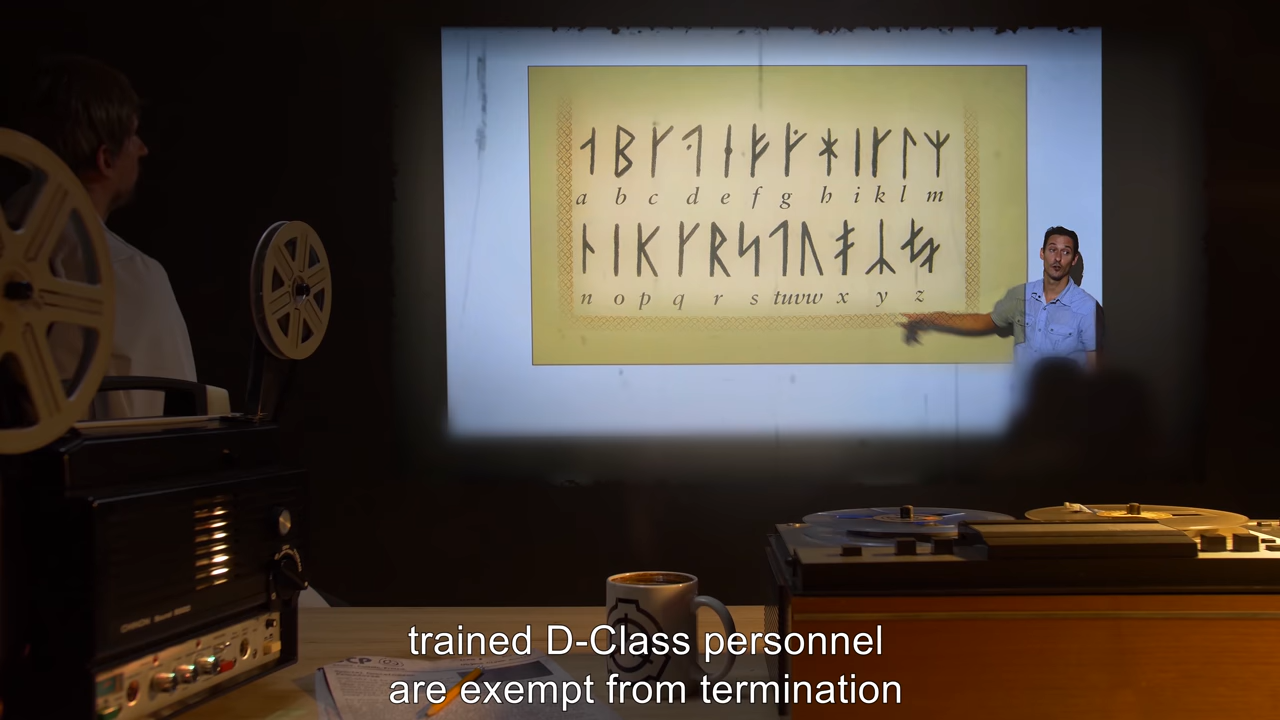 ᛆ ᛒ ᚴ ᛑ ᛂ ᚠ ᚵ ᚼ ᛁ ᚴ ᛚ ᛘ
a b c d e f g h i k l m
ᚿ ᛕ ᚴ ᚱ ᛋ ᛐ ᚢ ᛦ
n o p q r s tuvw x y z
trained D-Class personnel
are exempt from termination